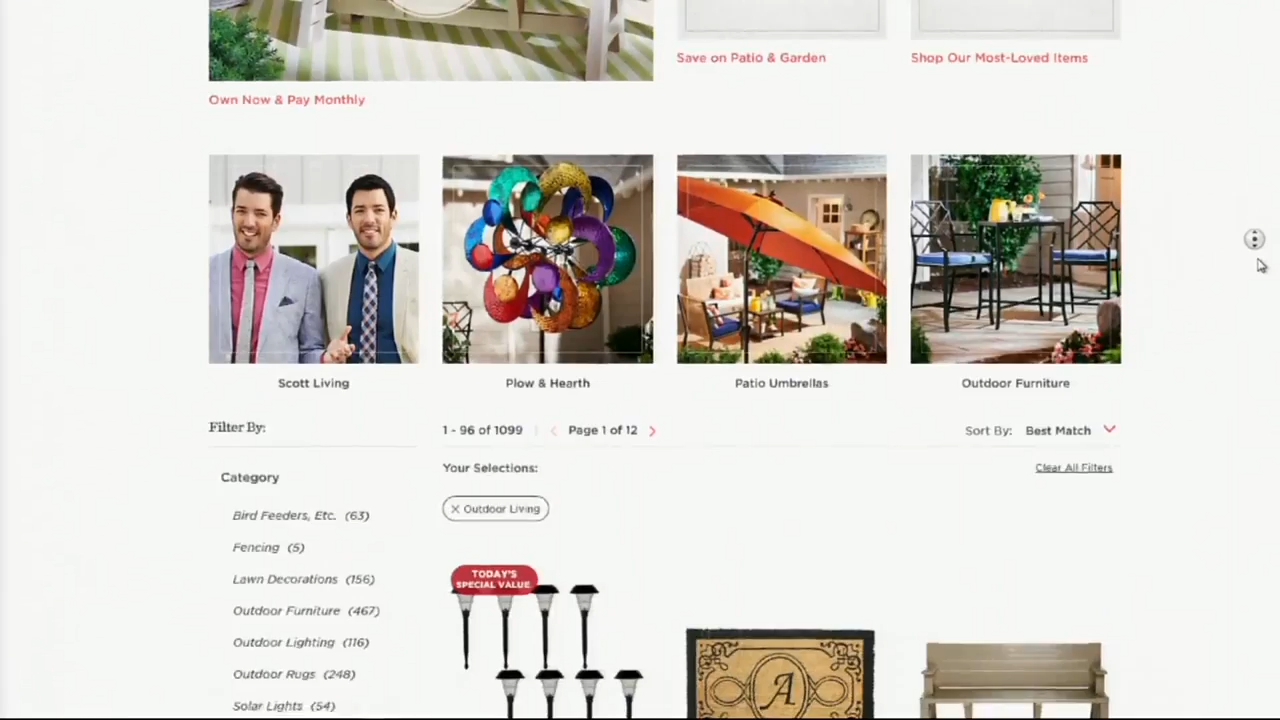 Save on Patio & Garden
Shop Our Most-Loved Items
Own Now & Pay Monthly
Scott Living
Plow & Hearth
Patio Umbrellas
Outdoor Furniture
Filter By:
1 - 96 of 1099
Page 1 of 12
Sort By: Best Match
Category
Your Selections:
Clear All Filters
Outdoor Living
Bird Feeders, Etc. (63)
Fencing (5)
Lawn Decorations (156)
Outdoor Furniture (467)
Outdoor Lighting (116)
Outdoor Rugs (248)
Solar Lights (54)
TODAY'S
SPECIAL VALUE
A